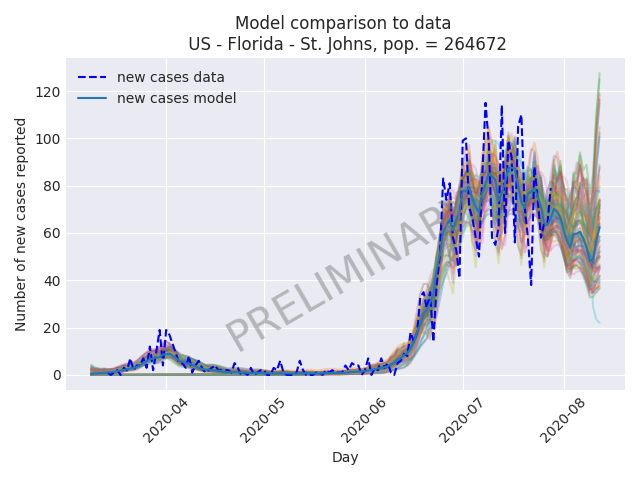 Model comparison to data
US - Florida - St. Johns, pop. = 264672
new cases data
new cases model
Number of new cases reported
120
100
80
60
40
20
0
PRELIMINARY
2020-04
2020-05
2020-06
2020-07
2020-08
Day